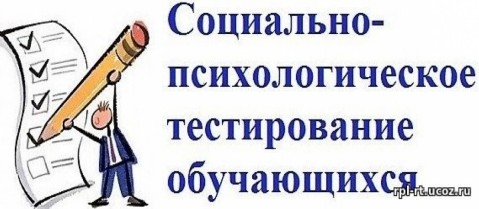 Социально-
психологическое
тестирование
обучающихся
rpl-rt.ucoz.ru